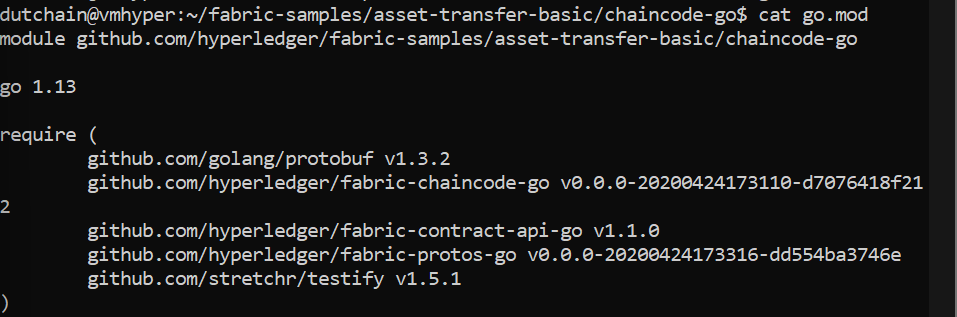 dutchain@vmhyper:~/fabric-samples/asset-transfer-basic/chaincode-go$ cat go.mod
module github.com/hyperledger/fabric-samples/asset-transfer-basic/chaincode-go
go 1.13
require (
github.com/golang/protobuf v1.3.2
github.com/hyperledger/fabric-chaincode-go v0.0.0-20200424173110-d7076418f21
2
github.com/hyperledger/fabric-contract-api-go v1.1.0
github.com/hyperledger/fabric-protos-go v0.0.0-20200424173316-dd554ba3746e
github.com/stretchr/testify v1.5.1
)